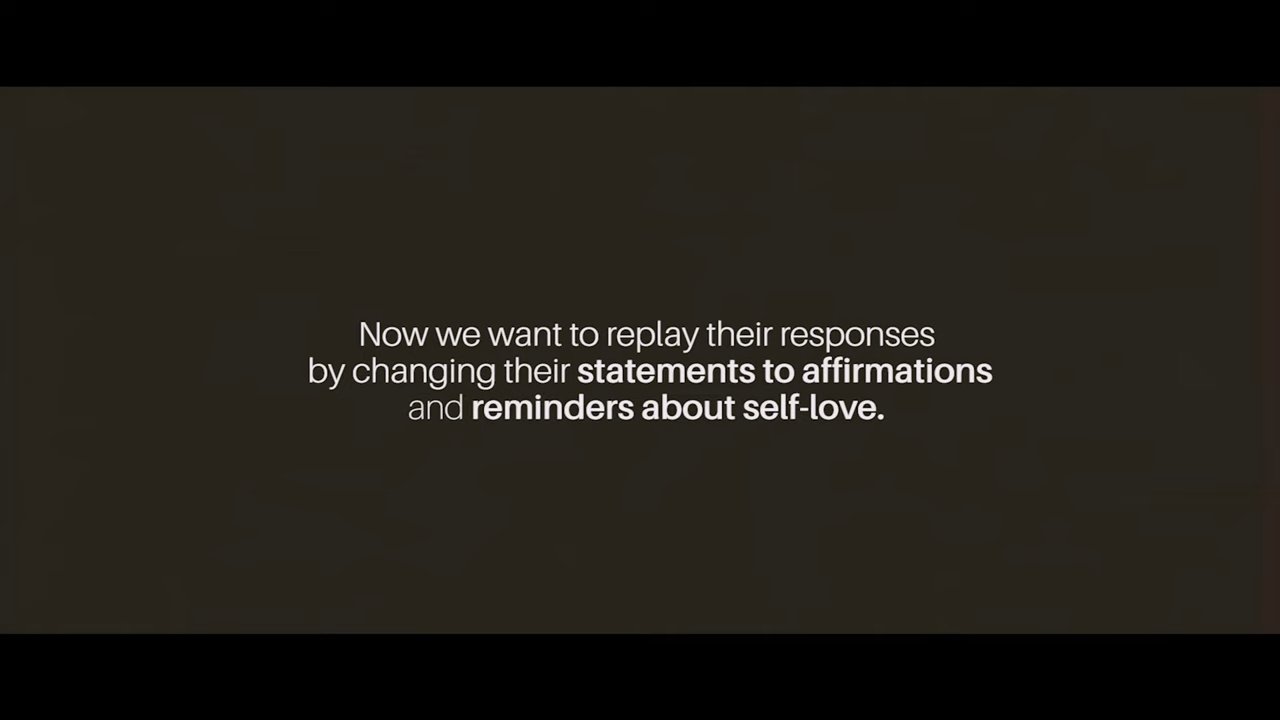 Now we want to replay their responses
by changing their statements to affirmations
and reminders about self-love.